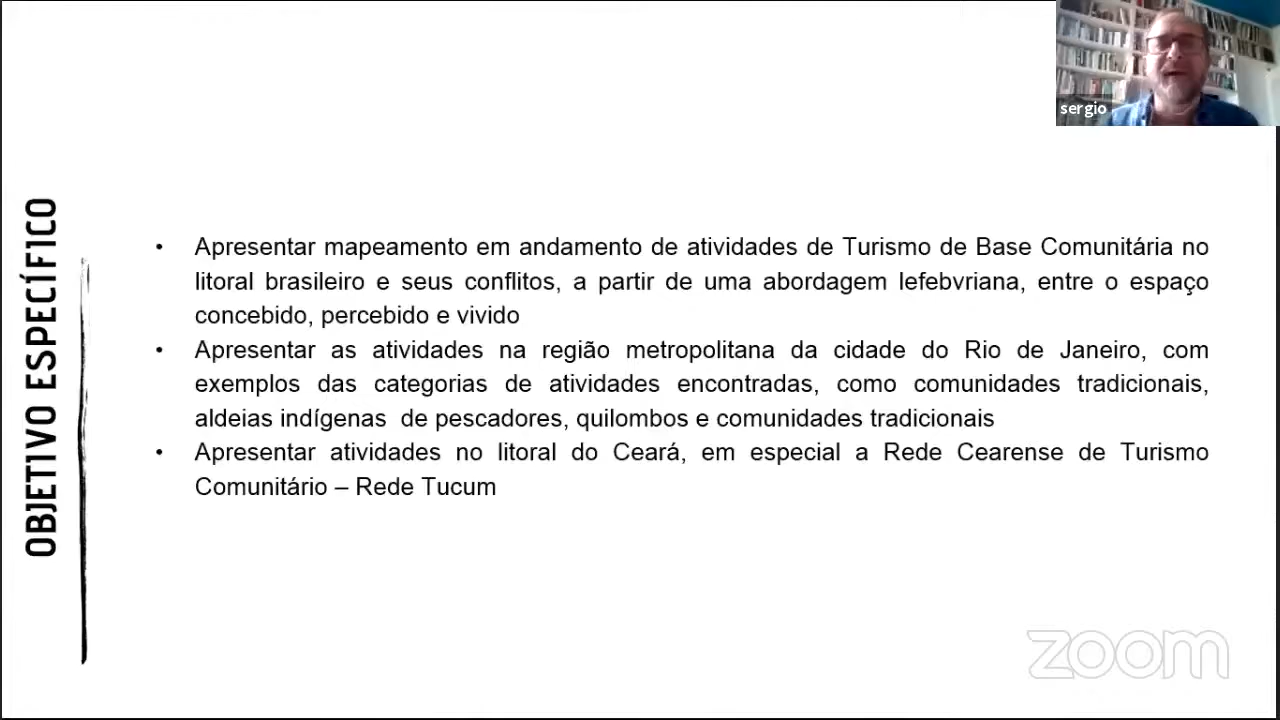 sergio
OBJETIVO ESPECÍFICO
• Apresentar mapeamento em andamento de atividades de Turismo de Base Comunitária no
litoral brasileiro e seus conflitos, a partir de uma abordagem lefebvriana, entre o espaço
concebido, percebido e vivido
• Apresentar as atividades na região metropolitana da cidade do Rio de Janeiro, com
exemplos das categorias de atividades encontradas, como comunidades tradicionais,
aldeias indígenas de pescadores, quilombos e comunidades tradicionais
• Apresentar atividades no litoral do Ceará, em especial a Rede Cearense de Turismo
Comunitário – Rede Tucum
zoom